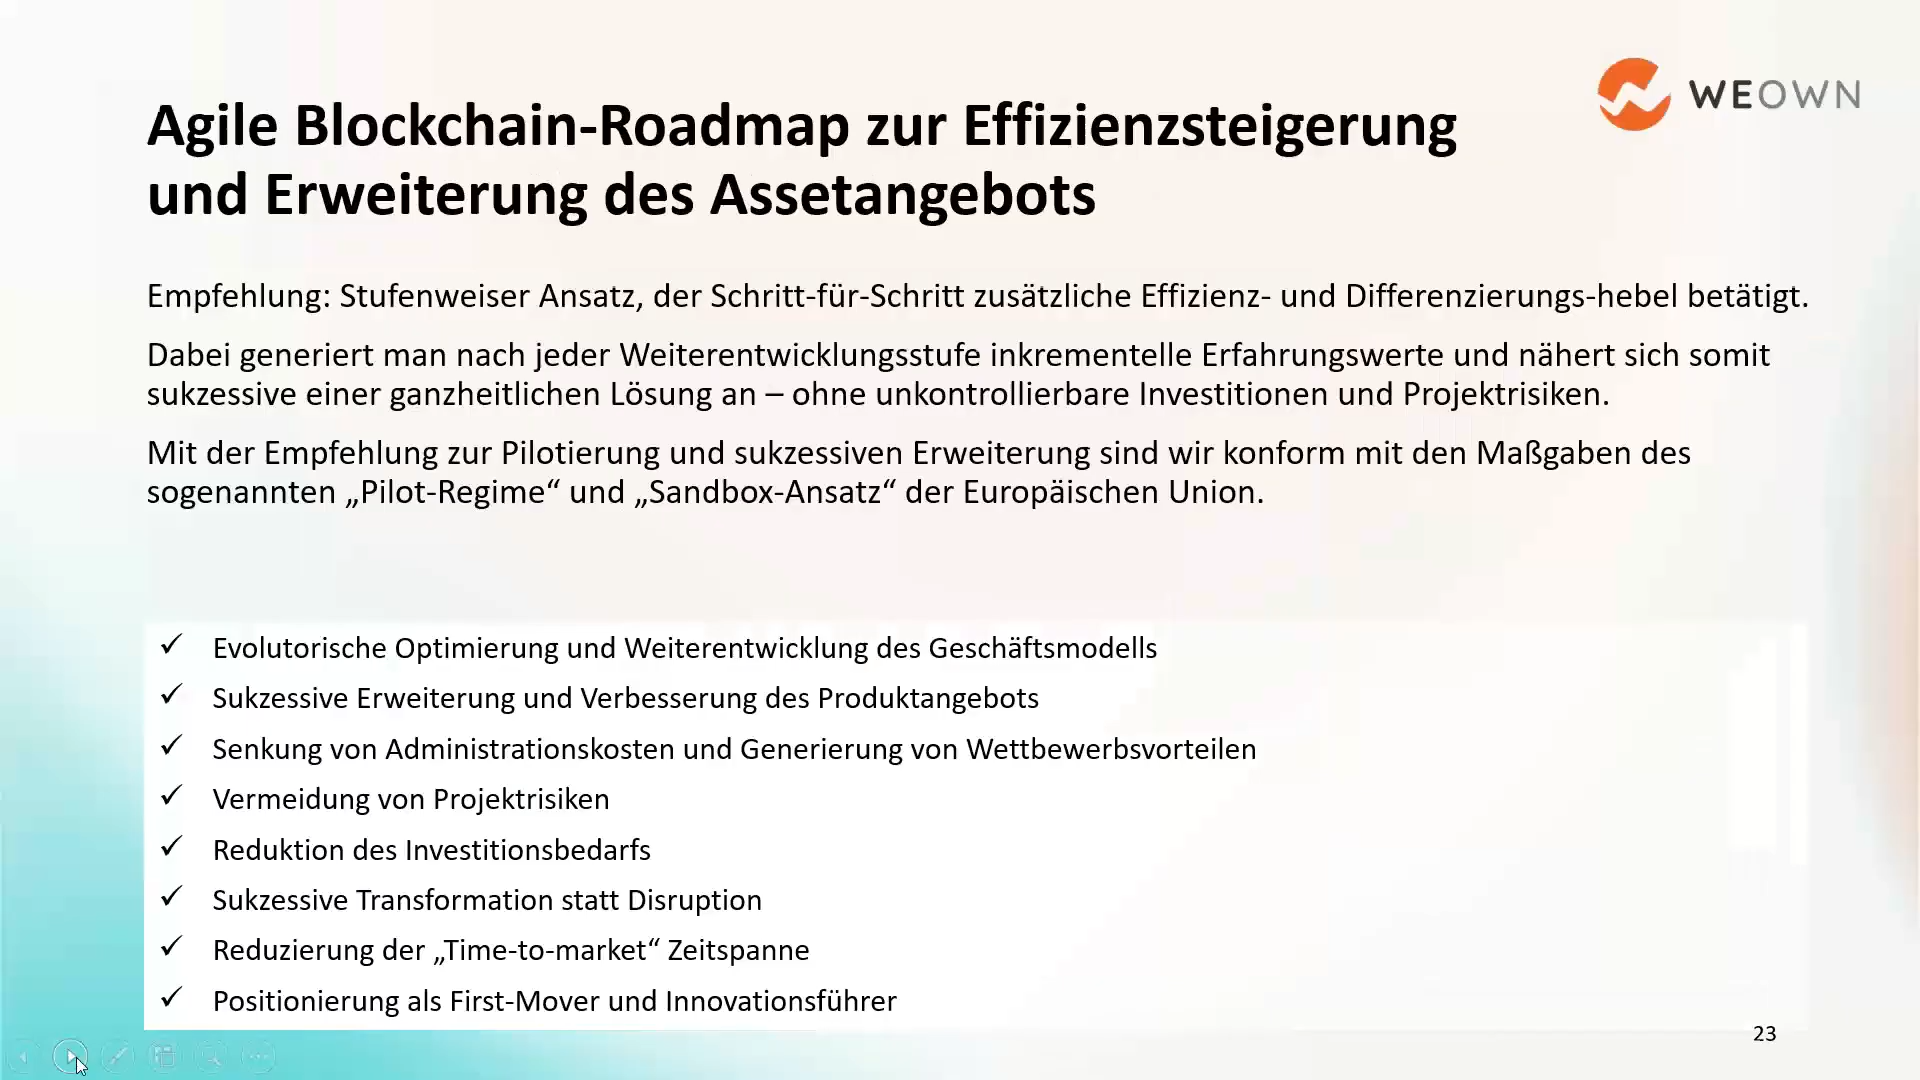 WEOWN
Agile Blockchain-Roadmap zur Effizienzsteigerung
und Erweiterung des Assetangebots
Empfehlung: Stufenweiser Ansatz, der Schritt-für-Schritt zusätzliche Effizienz- und Differenzierungs-hebel betätigt.
Dabei generiert man nach jeder Weiterentwicklungsstufe inkrementelle Erfahrungswerte und nähert sich somit
sukzessive einer ganzheitlichen Lösung an – ohne unkontrollierbare Investitionen und Projektrisiken.
Mit der Empfehlung zur Pilotierung und sukzessiven Erweiterung sind wir konform mit den Maßgaben des
sogenannten „Pilot-Regime“ und „Sandbox-Ansatz“ der Europäischen Union.
✓ Evolutorische Optimierung und Weiterentwicklung des Geschäftsmodells
✓ Sukzessive Erweiterung und Verbesserung des Produktangebots
✓ Senkung von Administrationskosten und Generierung von Wettbewerbsvorteilen
✓ Vermeidung von Projektrisiken
✓ Reduktion des Investitionsbedarfs
✓ Sukzessive Transformation statt Disruption
✓ Reduzierung der „Time-to-market“ Zeitspanne
✓ Positionierung als First-Mover und Innovationsführer
23